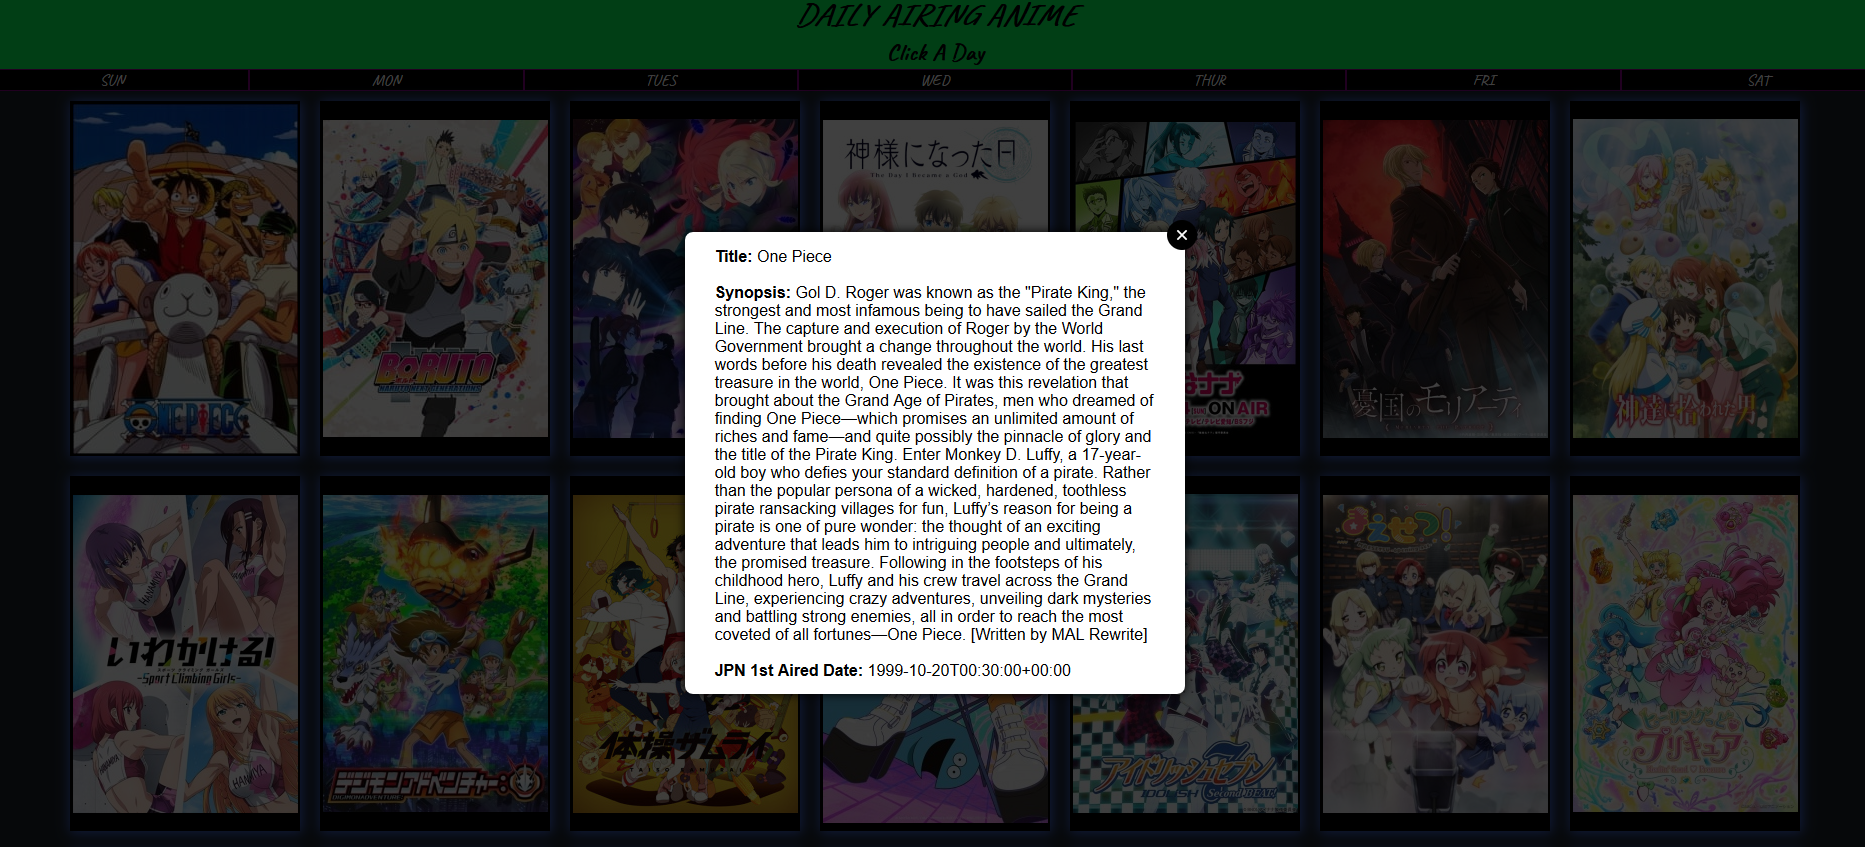 DAILY AIRING ANIME
Click A Day
SUN MON TUES WED THUR FRI SAT
ONE PIECE
BORUTO
NARUTO NEXT GENERATIONS
神様になった日
The Day I Became a God
ナナ
ON AIR
憂国のモリアーティ
神達に拾われた男
Title: One Piece
Synopsis: Gol D. Roger was known as the "Pirate King," the
strongest and most infamous being to have sailed the Grand
Line. The capture and execution of Roger by the World
Government brought a change throughout the world. His last
words before his death revealed the existence of the greatest
treasure in the world, One Piece. It was this revelation that
brought about the Grand Age of Pirates, men who dreamed of
finding One Piece—which promises an unlimited amount of
riches and fame—and quite possibly the pinnacle of glory and
the title of the Pirate King. Enter Monkey D. Luffy, a 17-year-
old boy who defies your standard definition of a pirate. Rather
than the popular persona of a wicked, hardened, toothless
pirate ransacking villages for fun, Luffy’s reason for being a
pirate is one of pure wonder: the thought of an exciting
adventure that leads him to intriguing people and ultimately,
the promised treasure. Following in the footsteps of his
childhood hero, Luffy and his crew travel across the Grand
Line, experiencing crazy adventures, unveiling dark mysteries
and battling strong enemies, all in order to reach the most
coveted of all fortunes—One Piece. [Written by MAL Rewrite]
JPN 1st Aired Date: 1999-10-20T00:30:00+00:00
いわかける!
-Sport Climbing Girls-
HANAMIYA
デジモンアドベンチャー:
DIGIMON ADVENTURE:
体操ザムライ
TAISO SAMURAI
アイドリッシュセブン
IDOLiSH7 Second BEAT!
まえせつ!
ヒーリングっど♥プリキュア